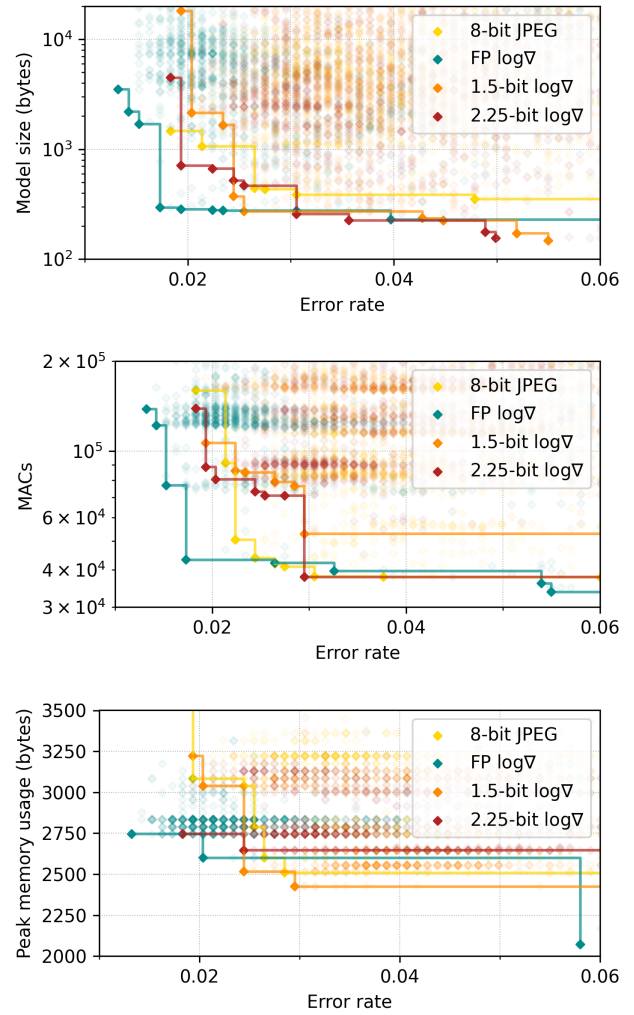 Model size (bytes)
10⁴
10³
10²
8-bit JPEG
FP log∇
1.5-bit log∇
2.25-bit log∇
0.02 0.04 0.06
Error rate
MACs
2 × 10⁵
10⁵
6 × 10⁴
4 × 10⁴
3 × 10⁴
8-bit JPEG
FP log∇
1.5-bit log∇
2.25-bit log∇
0.02 0.04 0.06
Error rate
Peak memory usage (bytes)
3500
3250
3000
2750
2500
2250
2000
8-bit JPEG
FP log∇
1.5-bit log∇
2.25-bit log∇
0.02 0.04 0.06
Error rate